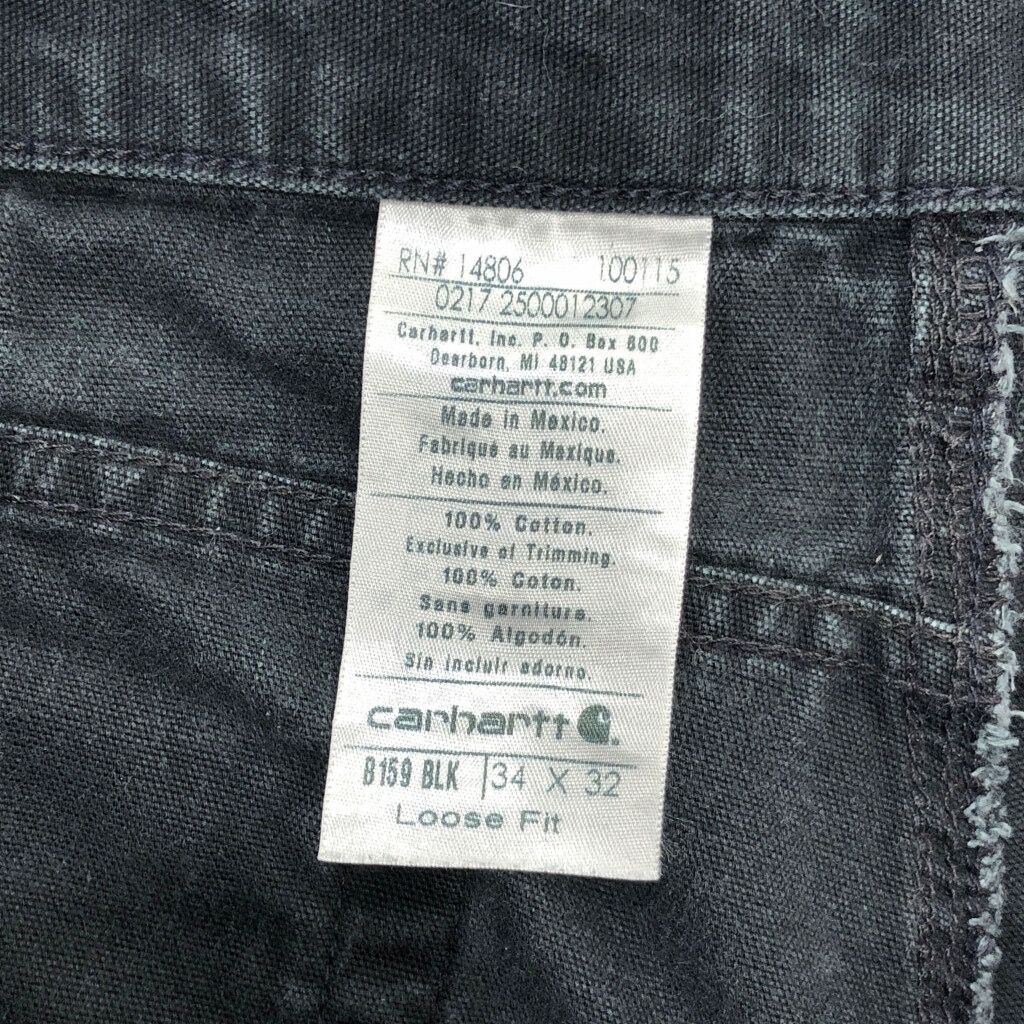 RN# 14806 100115
0217 2500012307
Carhartt, Inc. P. O. Box 600
Dearborn, MI 48121 USA
carhartt.com
Made in Mexico.
Fabriqué au Mexique.
Hecho en México.
100% Cotton.
Exclusive of Trimming.
100% Coton.
Sans garniture.
100% Algodón.
Sin incluir adorno.
carhartt
B159 BLK | 34 X 32
Loose Fit